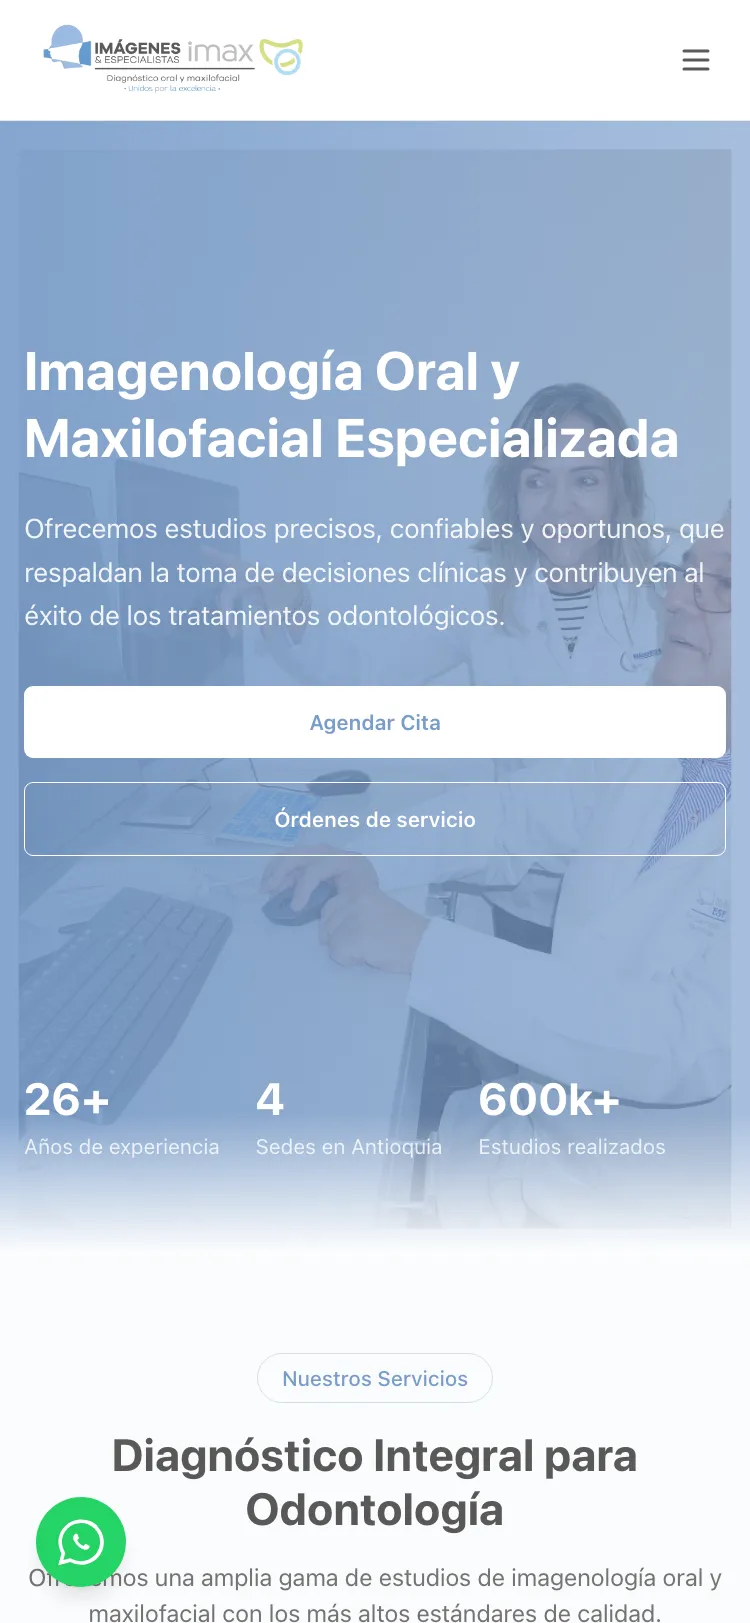 IMÁGENES
& ESPECIALISTAS
imax
Diagnóstico oral y maxilofacial
• Unidos por la excelencia •
Imagenología Oral y
Maxilofacial Especializada
Ofrecemos estudios precisos, confiables y oportunos, que
respaldan la toma de decisiones clínicas y contribuyen al
éxito de los tratamientos odontológicos.
Agendar Cita
Órdenes de servicio
26+
Años de experiencia
4
Sedes en Antioquia
600k+
Estudios realizados
Nuestros Servicios
Diagnóstico Integral para
Odontología
una amplia gama de estudios de imagenología oral y
maxilofacial con los más altos estándares de calidad.